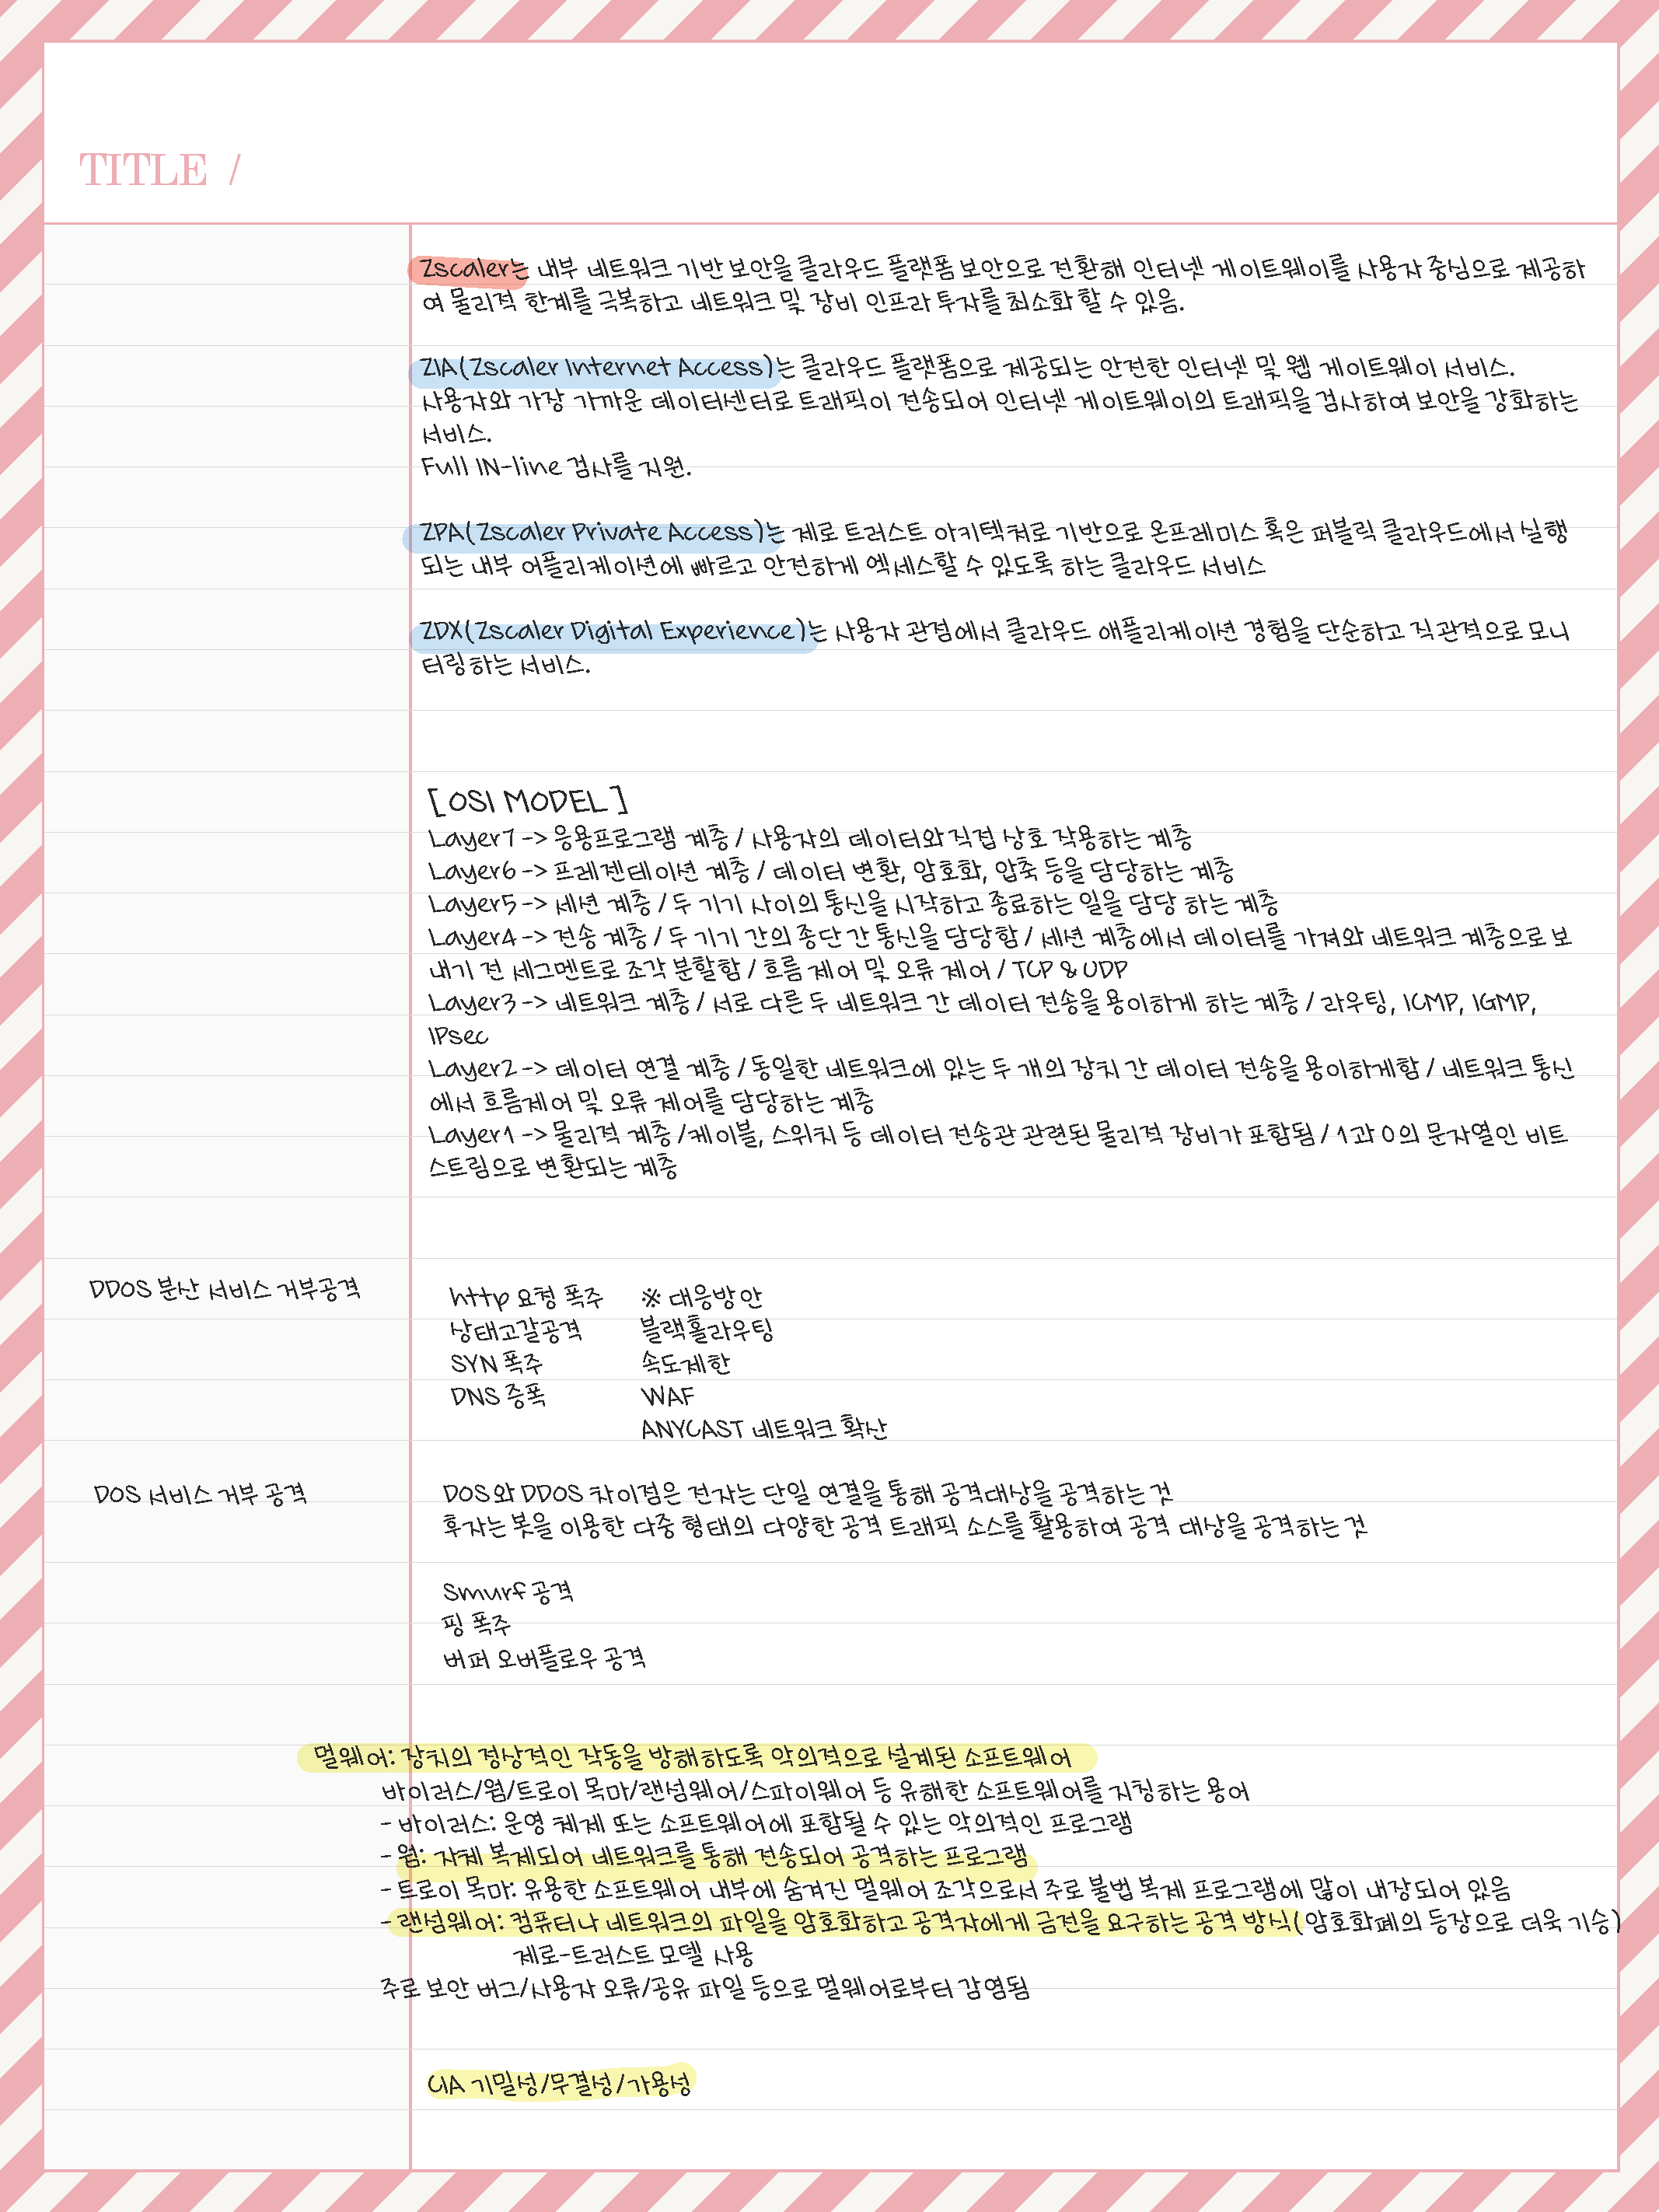 TITLE /
Zscaler는 내부 네트워크 기반 보안을 클라우드 플랫폼 보안으로 전환해 인터넷 게이트웨이를 사용자 중심으로 제공하
여 물리적 한계를 극복하고 네트워크 및 장비 인프라 투자를 최소화 할 수 있음.
ZIA(Zscaler Internet Access)는 클라우드 플랫폼으로 제공되는 안전한 인터넷 및 웹 게이트웨이 서비스.
사용자와 가장 가까운 데이터센터로 트래픽이 전송되어 인터넷 게이트웨이의 트래픽을 검사하여 보안을 강화하는
서비스.
Full IN-line 검사를 지원.
ZPA(Zscaler Private Access)는 제로 트러스트 아키텍쳐로 기반으로 온프레미스 혹은 퍼블릭 클라우드에서 실행
되는 내부 어플리케이션에 빠르고 안전하게 엑세스할 수 있도록 하는 클라우드 서비스
ZDX(Zscaler Digital Experience)는 사용자 관점에서 클라우드 애플리케이션 경험을 단순하고 직관적으로 모니
터링하는 서비스.
[OSI MODEL]
Layer7 -> 응용프로그램 계층 / 사용자의 데이터와 직접 상호 작용하는 계층
Layer6 -> 프레젠테이션 계층 / 데이터 변환, 암호화, 압축 등을 담당하는 계층
Layer5 -> 세션 계층 / 두 기기 사이의 통신을 시작하고 종료하는 일을 담당 하는 계층
Layer4 -> 전송 계층 / 두 기기 간의 종단 간 통신을 담당함 / 세션 계층에서 데이터를 가져와 네트워크 계층으로 보
내기 전 세그멘트로 조각 분할함 / 흐름 제어 및 오류 제어 / TCP & UDP
Layer3 -> 네트워크 계층 / 서로 다른 두 네트워크 간 데이터 전송을 용이하게 하는 계층 / 라우팅, ICMP, IGMP,
IPsec
Layer2 -> 데이터 연결 계층 / 동일한 네트워크에 있는 두 개의 장치 간 데이터 전송을 용이하게함 / 네트워크 통신
에서 흐름제어 및 오류 제어를 담당하는 계층
Layer1 -> 물리적 계층 /케이블, 스위치 등 데이터 전송관 관련된 물리적 장비가 포함됨 / 1과 0의 문자열인 비트
스트림으로 변환되는 계층
DDOS 분산 서비스 거부공격
http 요청 폭주 ※ 대응방안
상태고갈공격 블랙홀라우팅
SYN 폭주 속도제한
DNS 증폭 WAF
ANYCAST 네트워크 확산
DOS 서비스 거부 공격
DOS와 DDOS 차이점은 전자는 단일 연결을 통해 공격대상을 공격하는 것
후자는 봇을 이용한 다중 형태의 다양한 공격 트래픽 소스를 활용하여 공격 대상을 공격하는 것
Smurf 공격
핑 폭주
버퍼 오버플로우 공격
멀웨어: 장치의 정상적인 작동을 방해하도록 악의적으로 설계된 소프트웨어
바이러스/웜/트로이 목마/랜섬웨어/스파이웨어 등 유해한 소프트웨어를 지칭하는 용어
- 바이러스: 운영 체제 또는 소프트웨어에 포함될 수 있는 악의적인 프로그램
- 웜: 자체 복제되어 네트워크를 통해 전송되어 공격하는 프로그램
- 트로이 목마: 유용한 소프트웨어 내부에 숨겨진 멀웨어 조각으로서 주로 불법 복제 프로그램에 많이 내장되어 있음
- 랜섬웨어: 컴퓨터나 네트워크의 파일을 암호화하고 공격자에게 금전을 요구하는 공격 방식(암호화폐의 등장으로 더욱 기승)
제로-트러스트 모델 사용
주로 보안 버그/사용자 오류/공유 파일 등으로 멀웨어로부터 감염됨
CIA 기밀성/무결성/가용성